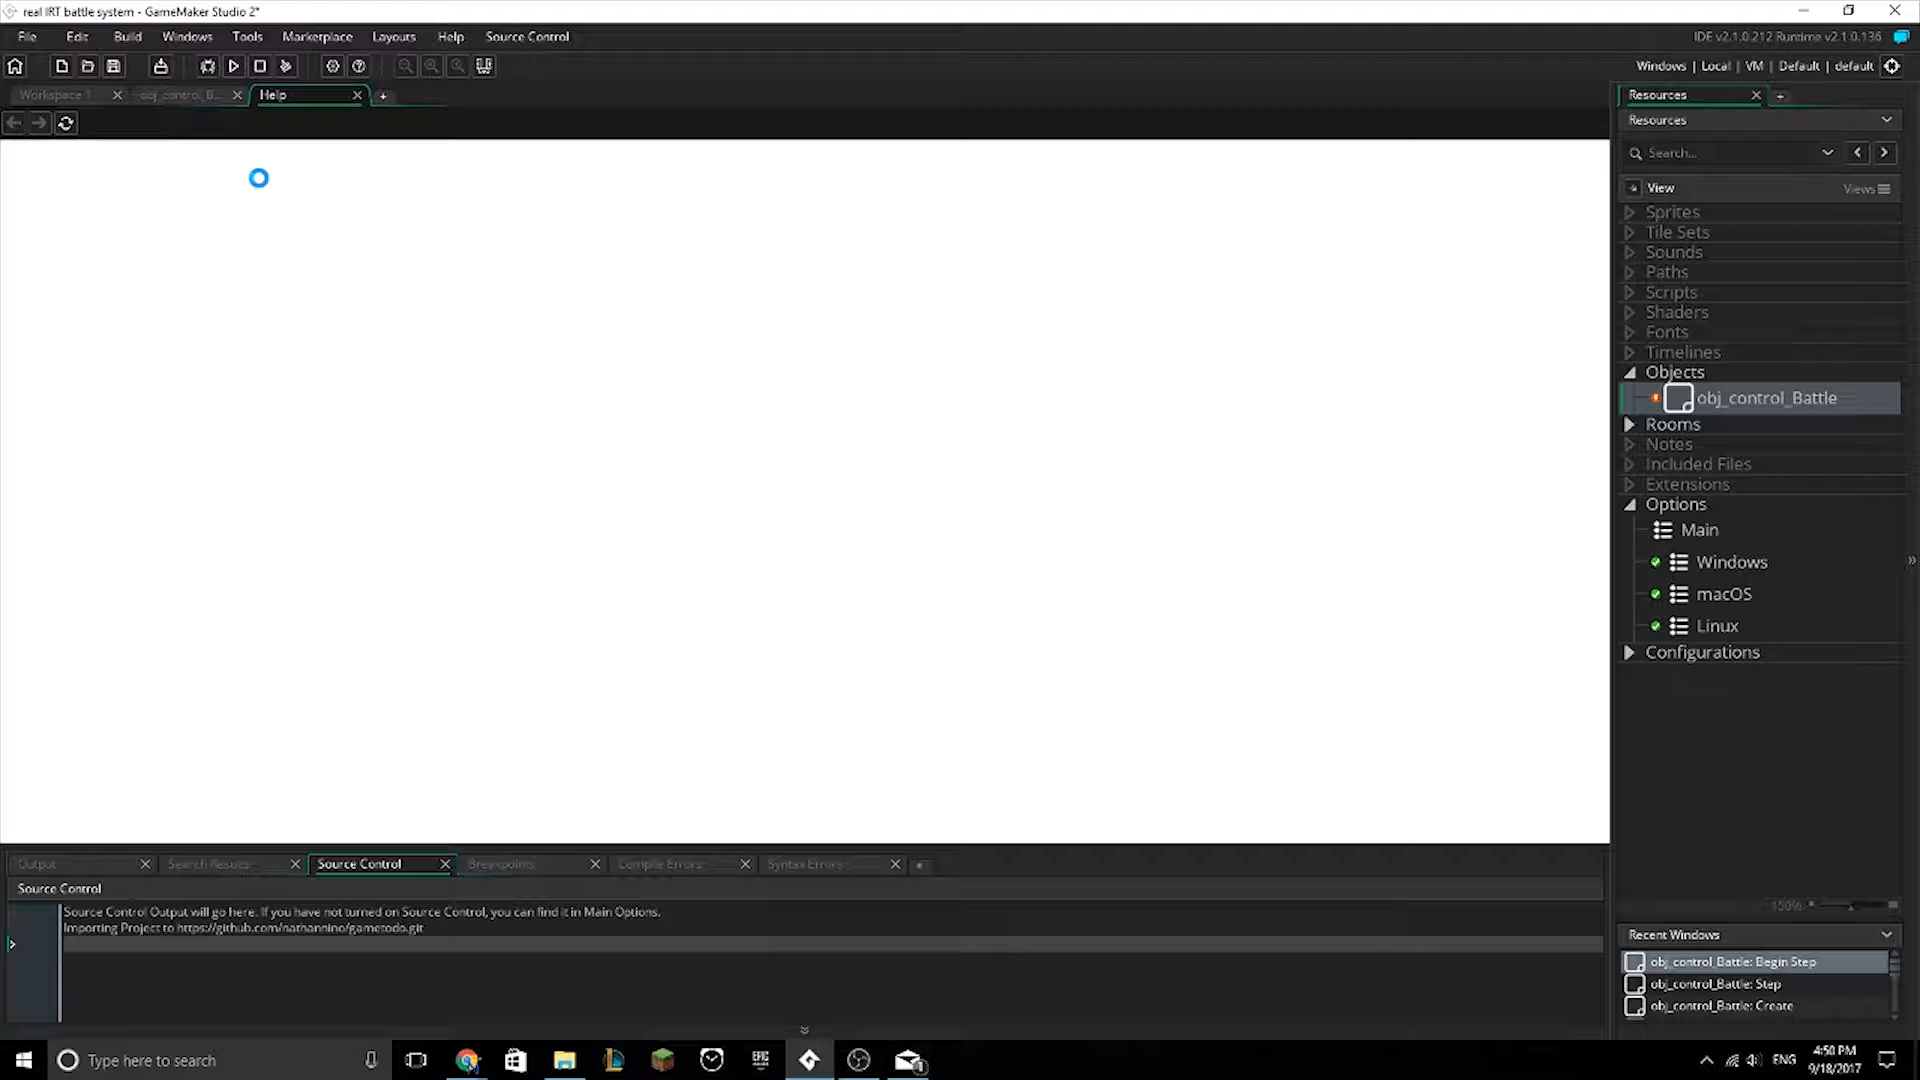 real IRT battle system - GameMaker Studio 2*
File Edit Build Windows Tools Marketplace Layouts Help Source Control
IDE v2.1.0.212 Runtime v2.1.0.136
Windows | Local | VM | Default | default
Workspace 1 obj_control_B... Help
Resources
Resources
Search...
View Views
Sprites
Tile Sets
Sounds
Paths
Scripts
Shaders
Fonts
Timelines
Objects
obj_control_Battle
Rooms
Notes
Included Files
Extensions
Options
Main
Windows
macOS
Linux
Configurations
150%
Output Search Results Source Control Breakpoints Compile Errors Syntax Errors
Source Control
Source Control Output will go here. If you have not turned on Source Control, you can find it in Main Options.
Importing Project to https://github.com/nathannino/gametodo.git
Recent Windows
obj_control_Battle: Begin Step
obj_control_Battle: Step
obj_control_Battle: Create
Type here to search
EPIC
GAMES
ENG
4:50 PM
9/18/2017